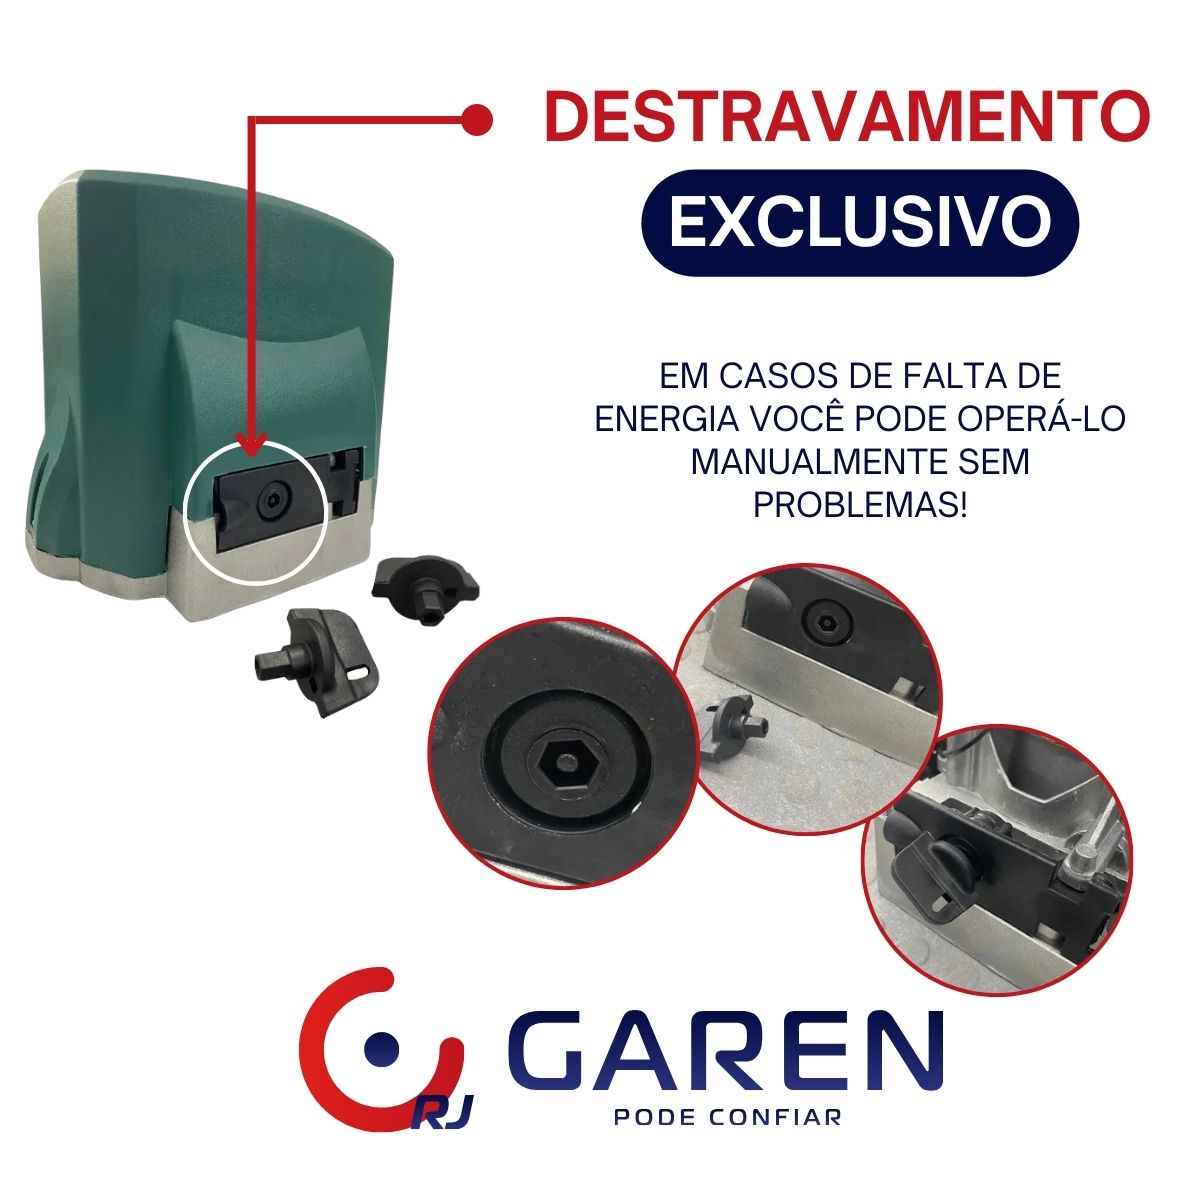 DESTRAVAMENTO
EXCLUSIVO
EM CASOS DE FALTA DE
ENERGIA VOCÊ PODE OPERÁ-LO
MANUALMENTE SEM
PROBLEMAS!
GAREN
RJ
PODE CONFIAR